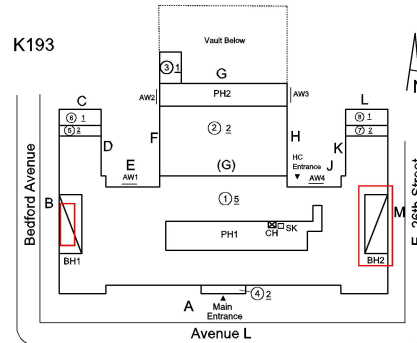 K193
Vault Below
③ 1
G
AW2
PH2
AW3
C
L
⑥ 1
⑤ 2
② 2
⑧ 1
⑦ 2
D
F
H
K
HC
Entrance
E
AW1
(G)
J
AW4
Bedford Avenue
B
① 5
CH
SK
PH1
M
E. 26th Street
BH1
BH2
④ 2
A
Main
Entrance
Avenue L
N